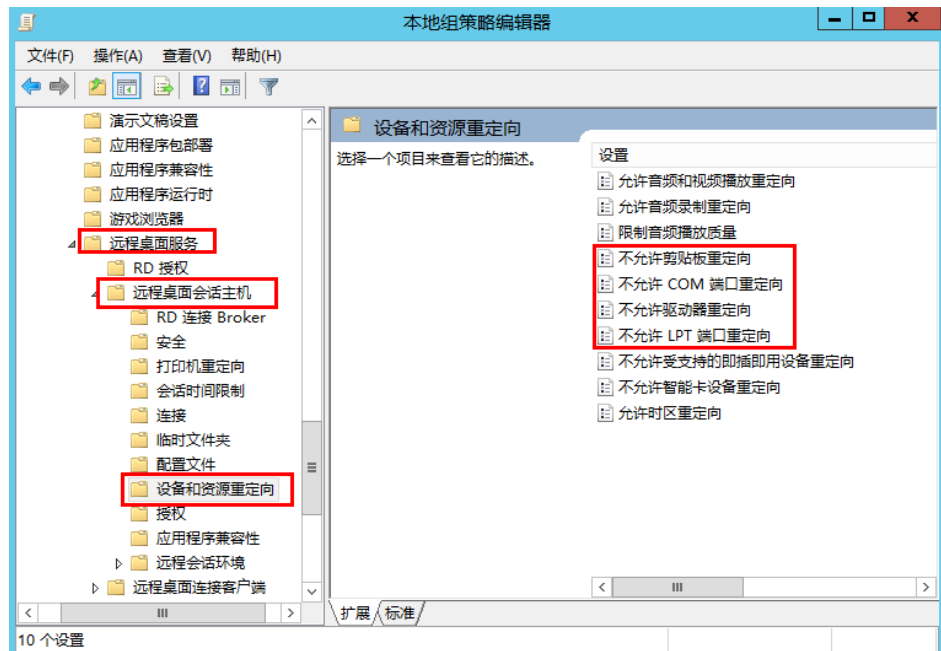 本地组策略编辑器
文件(F) 操作(A) 查看(V) 帮助(H)
演示文稿设置
应用程序包部署
应用程序兼容性
应用程序运行时
游戏浏览器
远程桌面服务
RD 授权
远程桌面会话主机
RD 连接 Broker
安全
打印机重定向
会话时间限制
连接
临时文件夹
配置文件
设备和资源重定向
授权
应用程序兼容性
远程会话环境
远程桌面连接客户端
设备和资源重定向
选择一个项目来查看它的描述。
设置
允许音频和视频播放重定向
允许音频录制重定向
限制音频播放质量
不允许剪贴板重定向
不允许 COM 端口重定向
不允许驱动器重定向
不允许 LPT 端口重定向
不允许受支持的即插即用设备重定向
不允许智能卡设备重定向
允许时区重定向
扩展 标准
10 个设置